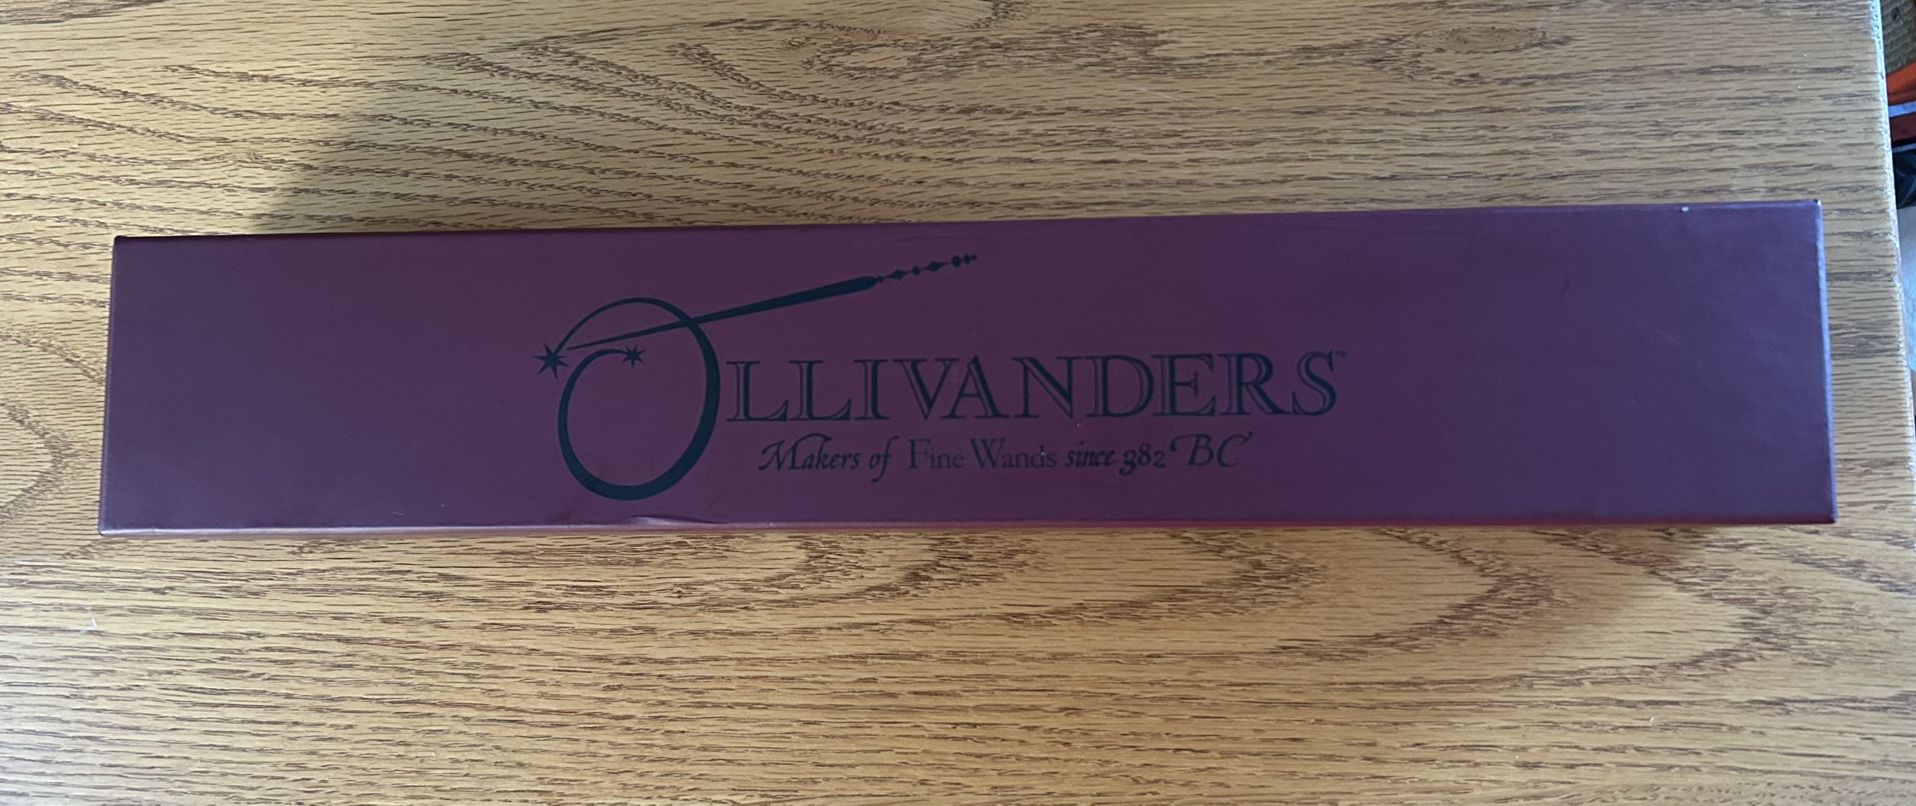 OLLIVANDERS™
Makers of Fine Wands since 382 BC